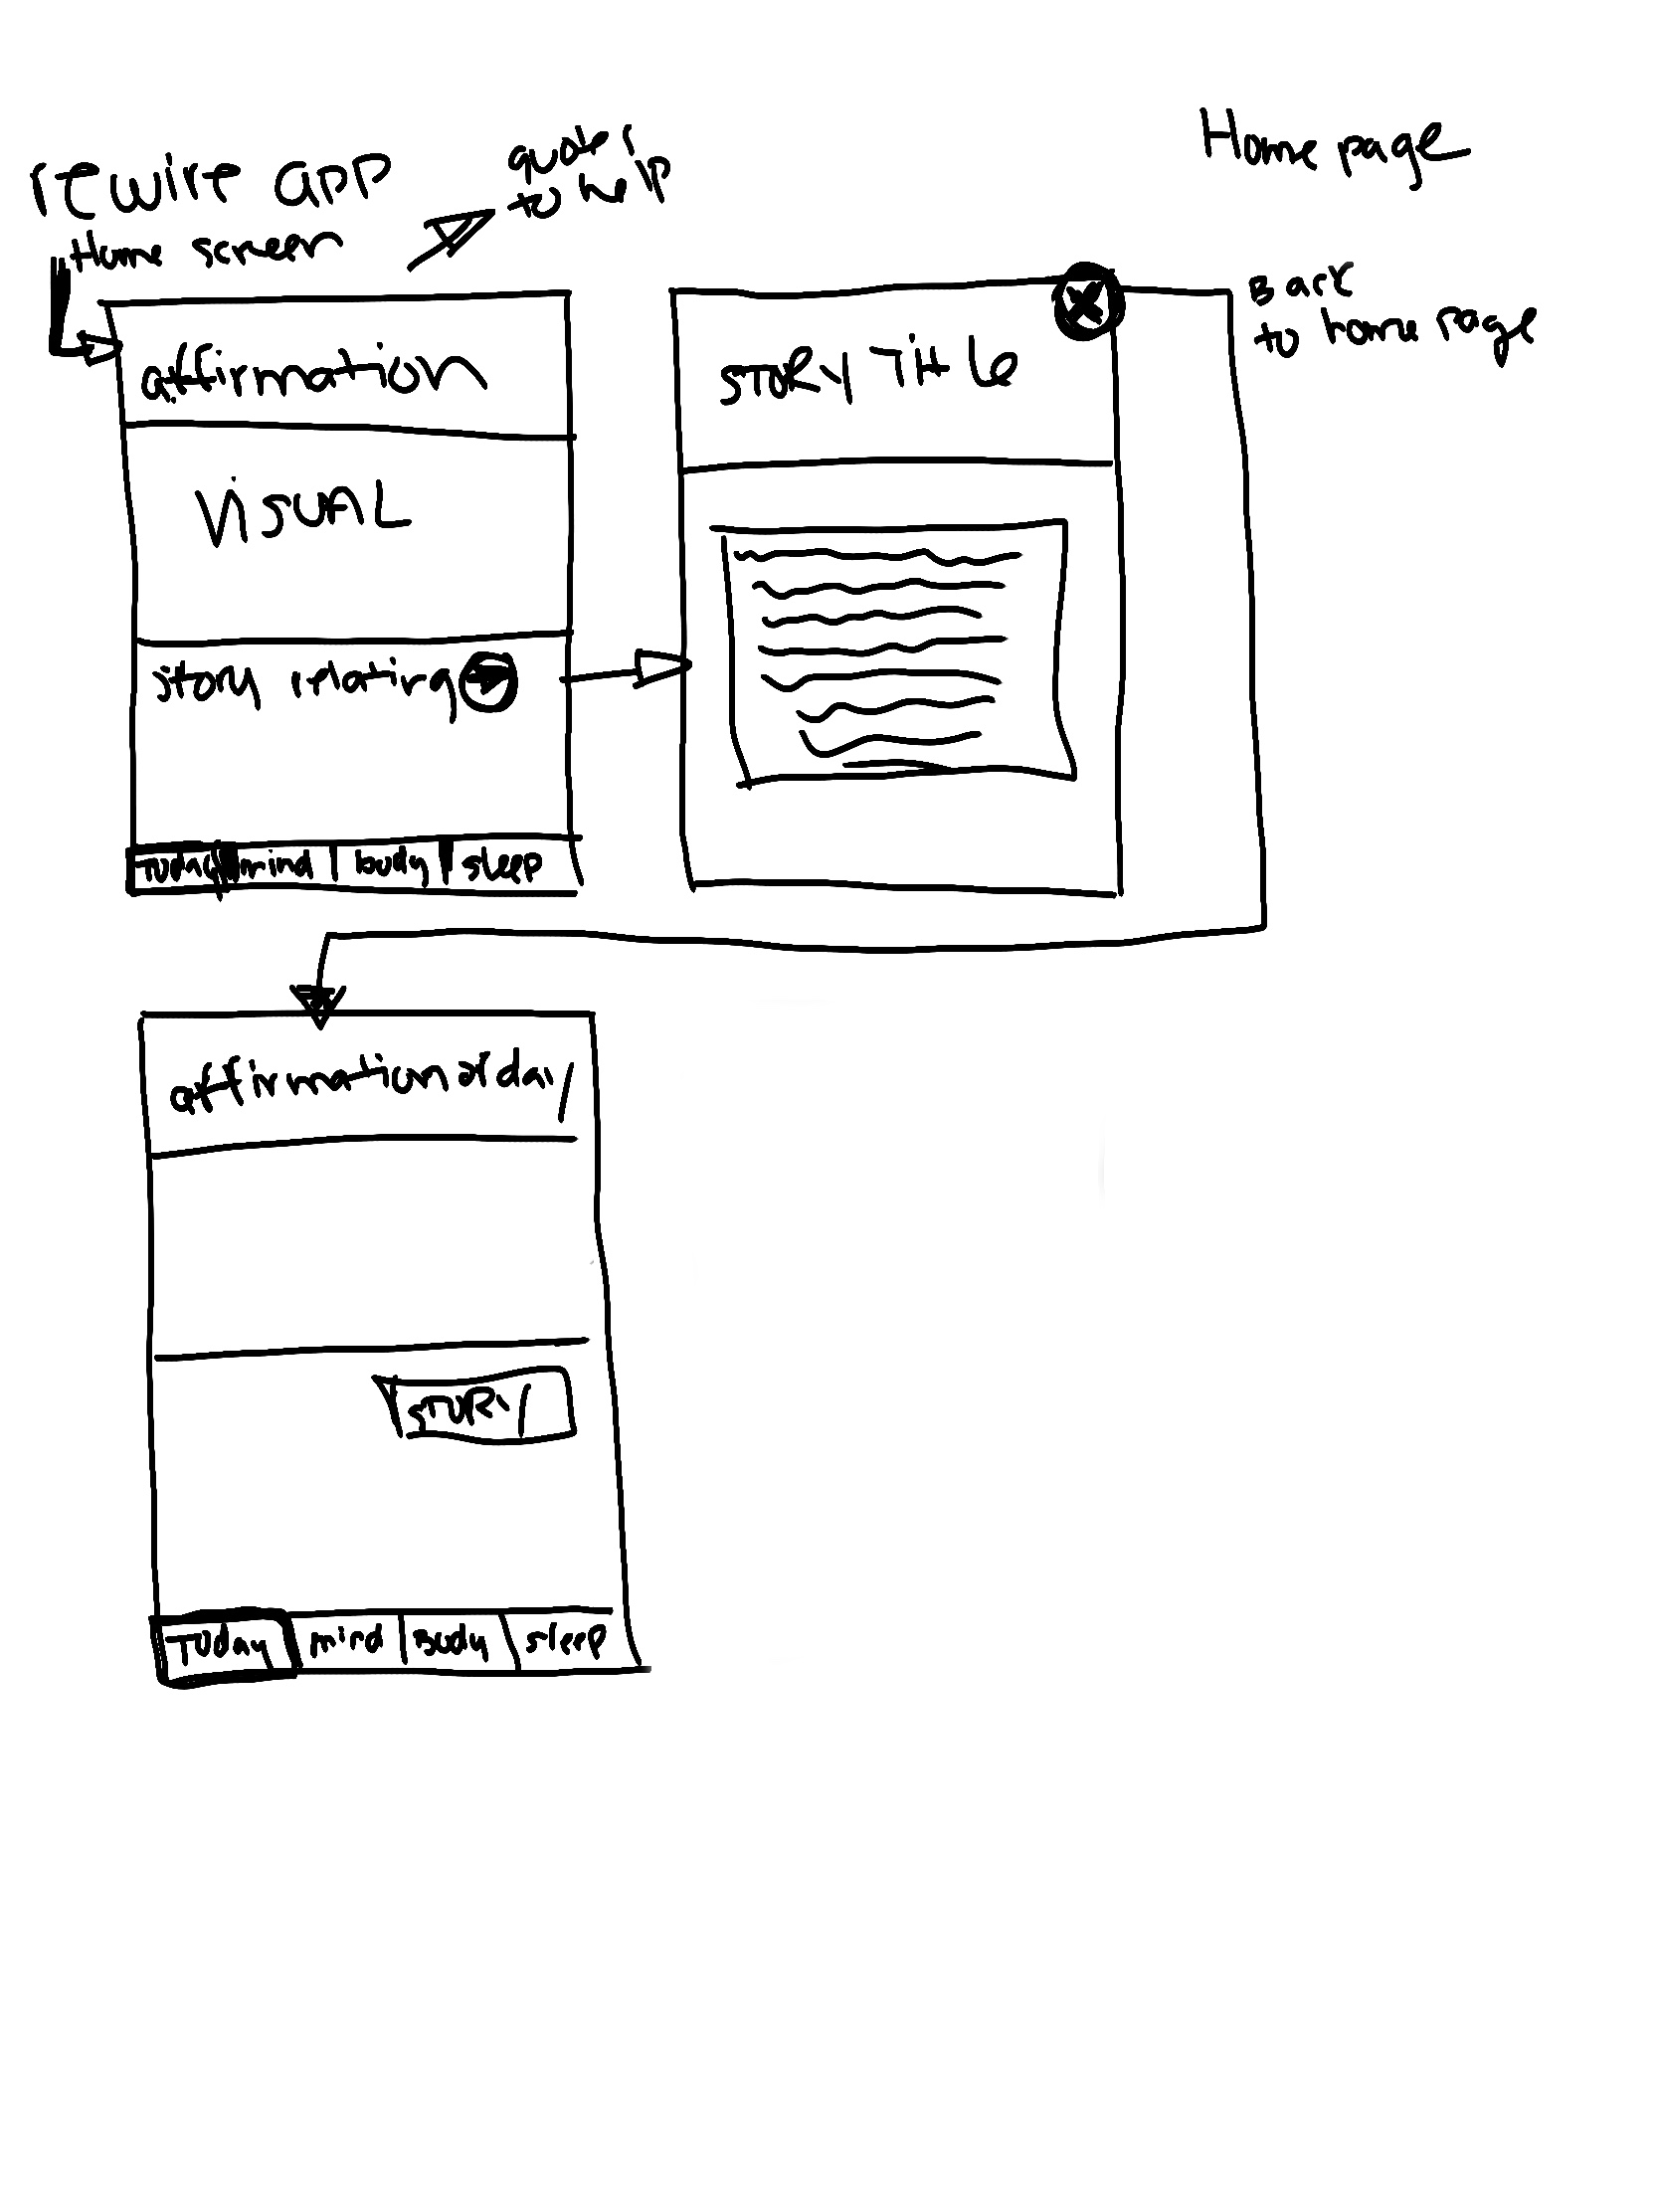 Home page
rewire app
Home screen
quotes
to help
affirmation
VISUAL
story relating
Today
mind
body
sleep
STORY Title
Back
to home page
affirmation of day
STORY
Today
mind
Body
sleep